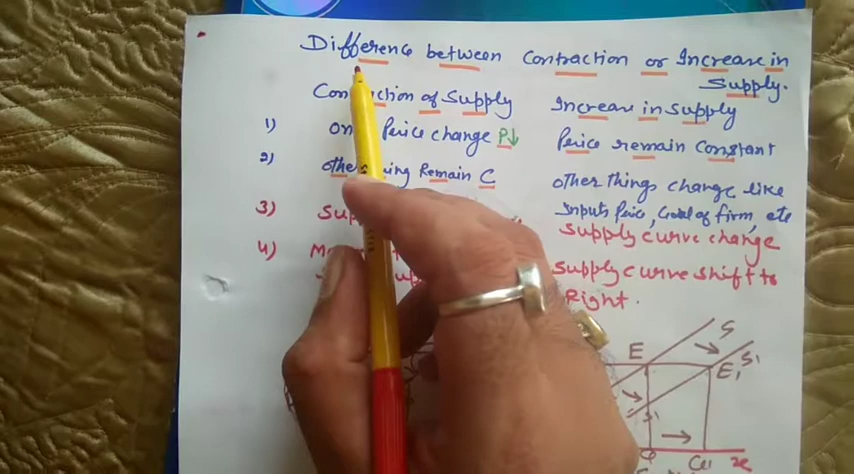 Difference between Contraction or Increase in
Supply.
Contraction of Supply
Increase in Supply
1) Price change P↓
Price remain Constant
2) Remain C
other things change like
Inputs Price, Goal of firm, etc
3)
Supply curve change
4)
Supply curve shift to
Right.
S
E
S1
E1
Q
Q1
x